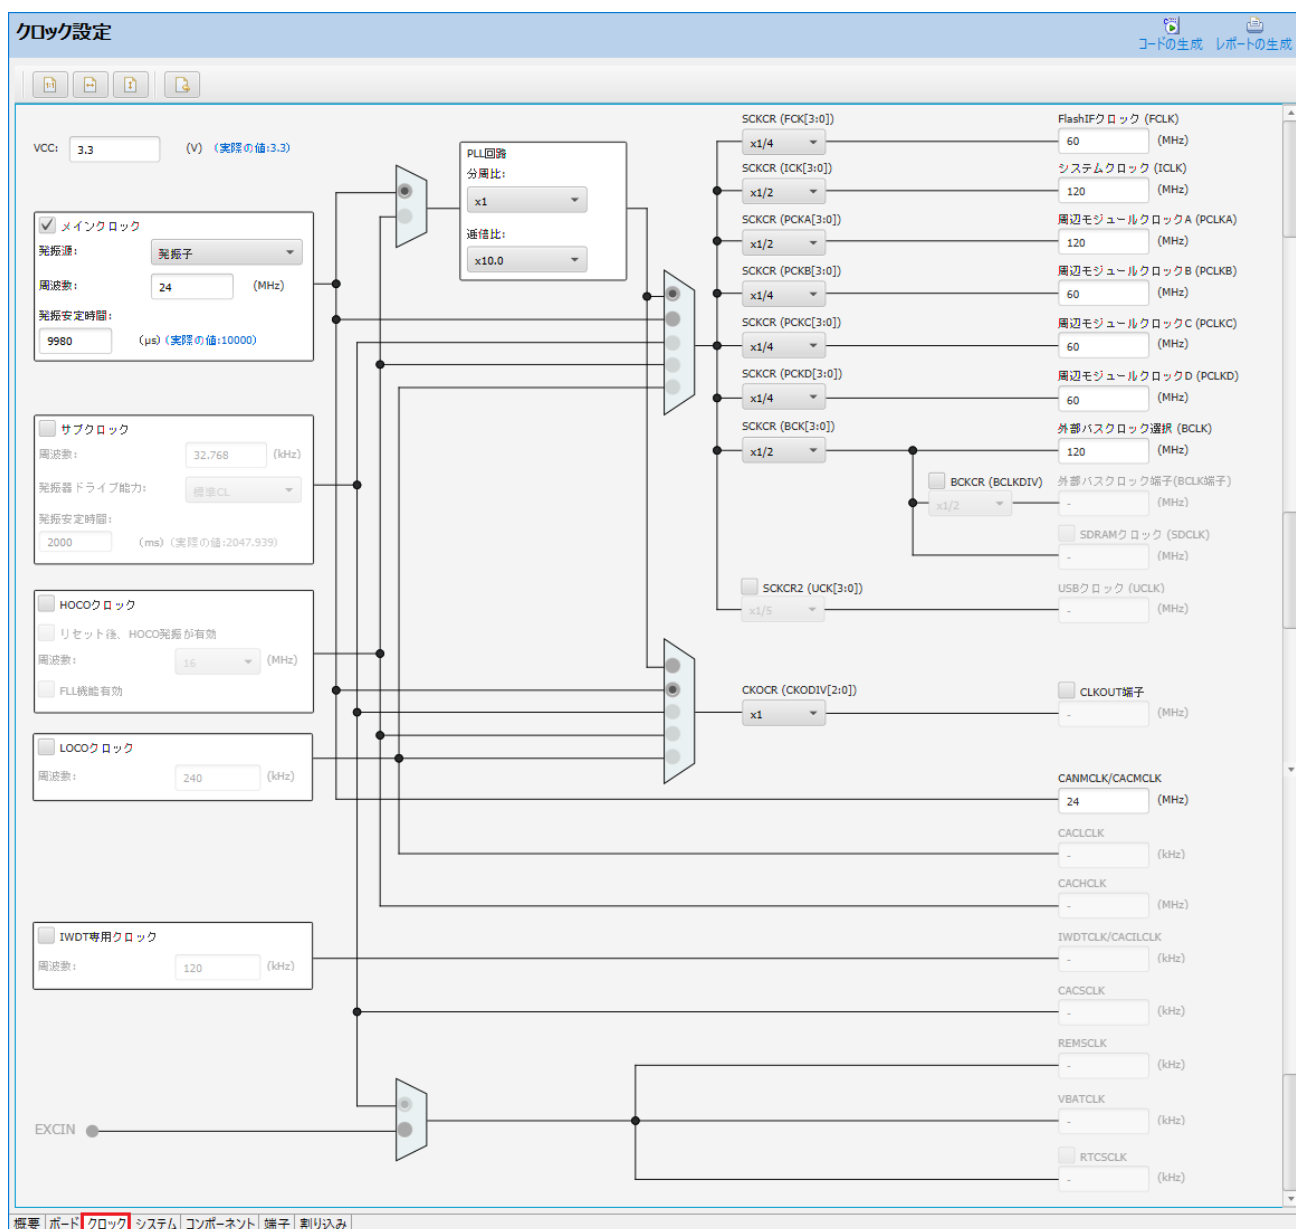 クロック設定
コードの生成 レポートの生成
1:1
VCC: 3.3 (V) (実際の値:3.3)
メインクロック
発振源: 発振子
周波数: 24 (MHz)
発振安定時間:
9980 (μs) (実際の値:10000)
サブクロック
周波数: 32.768 (kHz)
発振器ドライブ能力: 標準CL
発振安定時間:
2000 (ms) (実際の値:2047.939)
HOCOクロック
リセット後、HOCO発振が有効
周波数: 16 (MHz)
FLL機能有効
LOCOクロック
周波数: 240 (kHz)
IWDT専用クロック
周波数: 120 (kHz)
EXCIN
PLL回路
分周比:
x1
逓倍比:
x10.0
SCKCR (FCK[3:0])
x1/4
SCKCR (ICK[3:0])
x1/2
SCKCR (PCKA[3:0])
x1/2
SCKCR (PCKB[3:0])
x1/4
SCKCR (PCKC[3:0])
x1/4
SCKCR (PCKD[3:0])
x1/4
SCKCR (BCK[3:0])
x1/2
BCKCR (BCLKDIV)
x1/2
SCKCR2 (UCK[3:0])
x1/5
CKOCR (CKODIV[2:0])
x1
FlashIFクロック (FCLK)
60 (MHz)
システムクロック (ICLK)
120 (MHz)
周辺モジュールクロックA (PCLKA)
120 (MHz)
周辺モジュールクロックB (PCLKB)
60 (MHz)
周辺モジュールクロックC (PCLKC)
60 (MHz)
周辺モジュールクロックD (PCLKD)
60 (MHz)
外部バスクロック選択 (BCLK)
120 (MHz)
外部バスクロック端子(BCLK端子)
- (MHz)
SDRAMクロック (SDCLK)
- (MHz)
USBクロック (UCLK)
- (MHz)
CLKOUT端子
- (MHz)
CANMCLK/CACMCLK
24 (MHz)
CACLCLK
- (kHz)
CACHCLK
- (MHz)
IWDTCLK/CACILCLK
- (kHz)
CACSCLK
- (kHz)
REMSCLK
- (kHz)
VBATCLK
- (kHz)
RTCSCLK
- (kHz)
概要 ボード クロック システム コンポーネント 端子 割り込み